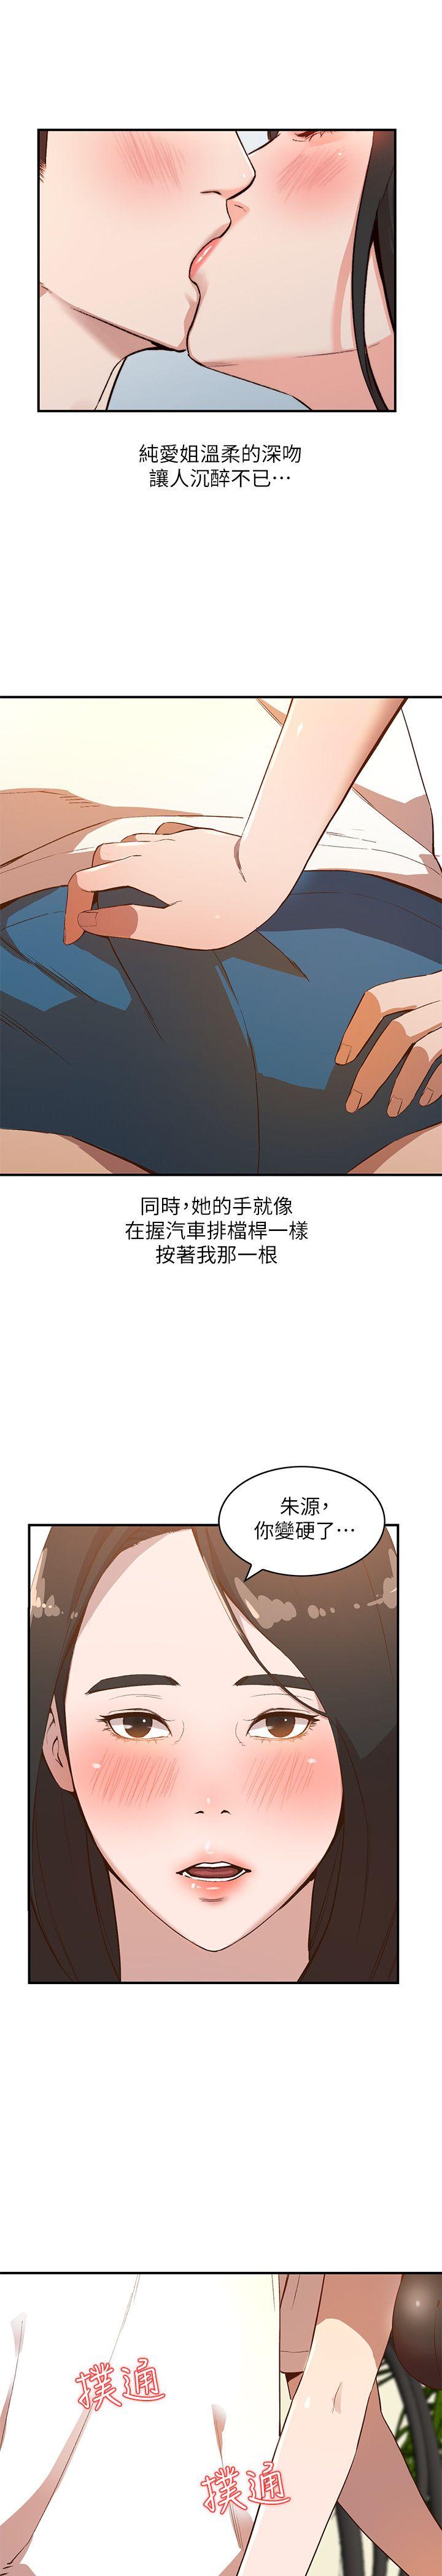 純愛姐溫柔的深吻
讓人沉醉不已…
同時，她的手就像
在握汽車排檔桿一樣
按著我那一根
朱源，
你變硬了…
撲通
撲通